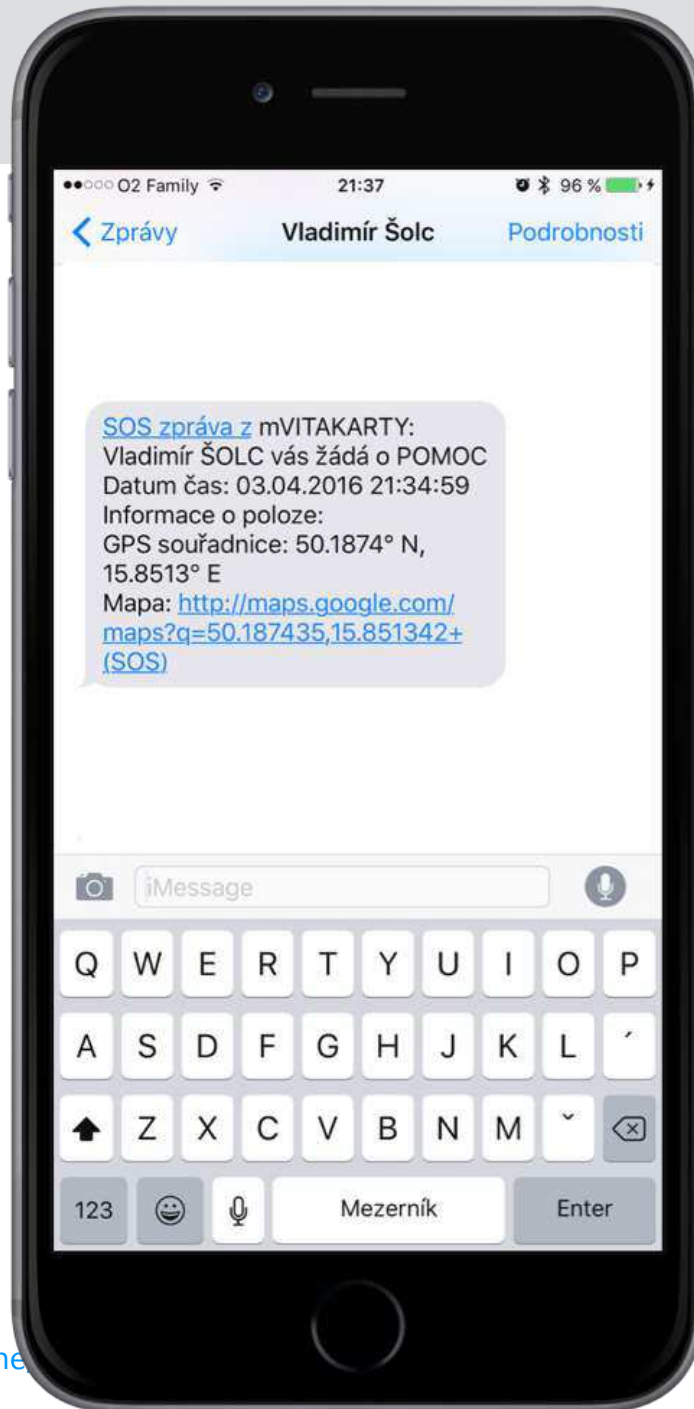 O2 Family 21:37 96 %
Zprávy Vladimír Šolc Podrobnosti
SOS zpráva z mVITAKARTY:
Vladimír ŠOLC vás žádá o POMOC
Datum čas: 03.04.2016 21:34:59
Informace o poloze:
GPS souřadnice: 50.1874° N,
15.8513° E
Mapa: http://maps.google.com/
maps?q=50.187435,15.851342+
(SOS)
iMessage
Q W E R T Y U I O P
A S D F G H J K L ´
Z X C V B N M ˇ
123 Mezerník Enter